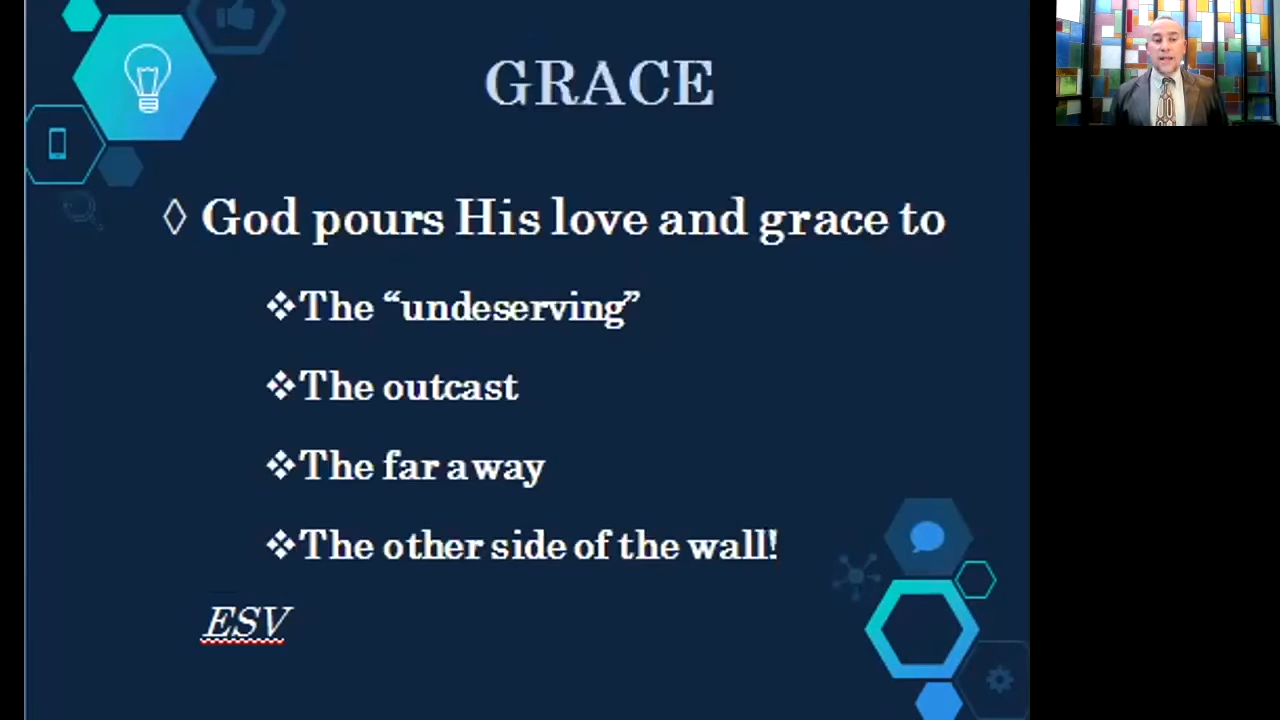 GRACE
◊ God pours His love and grace to
❖The “undeserving”
❖The outcast
❖The far away
❖The other side of the wall!
ESV